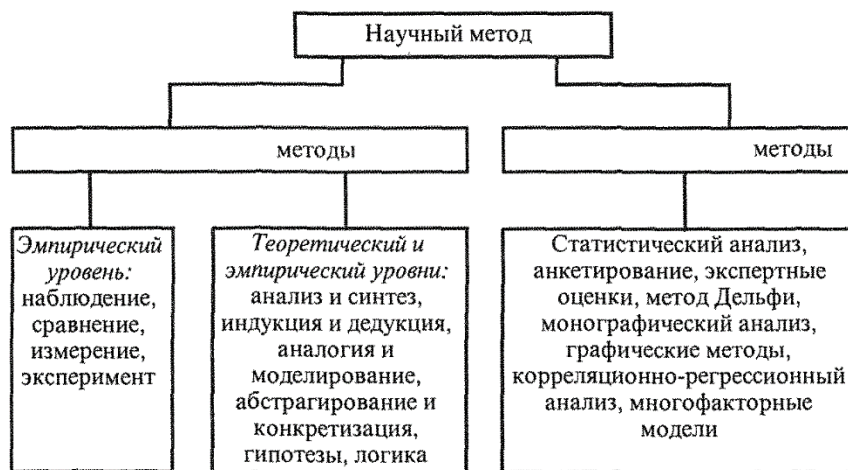 Научный метод
методы
методы
Эмпирический
уровень:
наблюдение,
сравнение,
измерение,
эксперимент
Теоретический и
эмпирический уровни:
анализ и синтез,
индукция и дедукция,
аналогия и
моделирование,
абстрагирование и
конкретизация,
гипотезы, логика
Статистический анализ,
анкетирование, экспертные
оценки, метод Дельфи,
монографический анализ,
графические методы,
корреляционно-регрессионный
анализ, многофакторные
модели